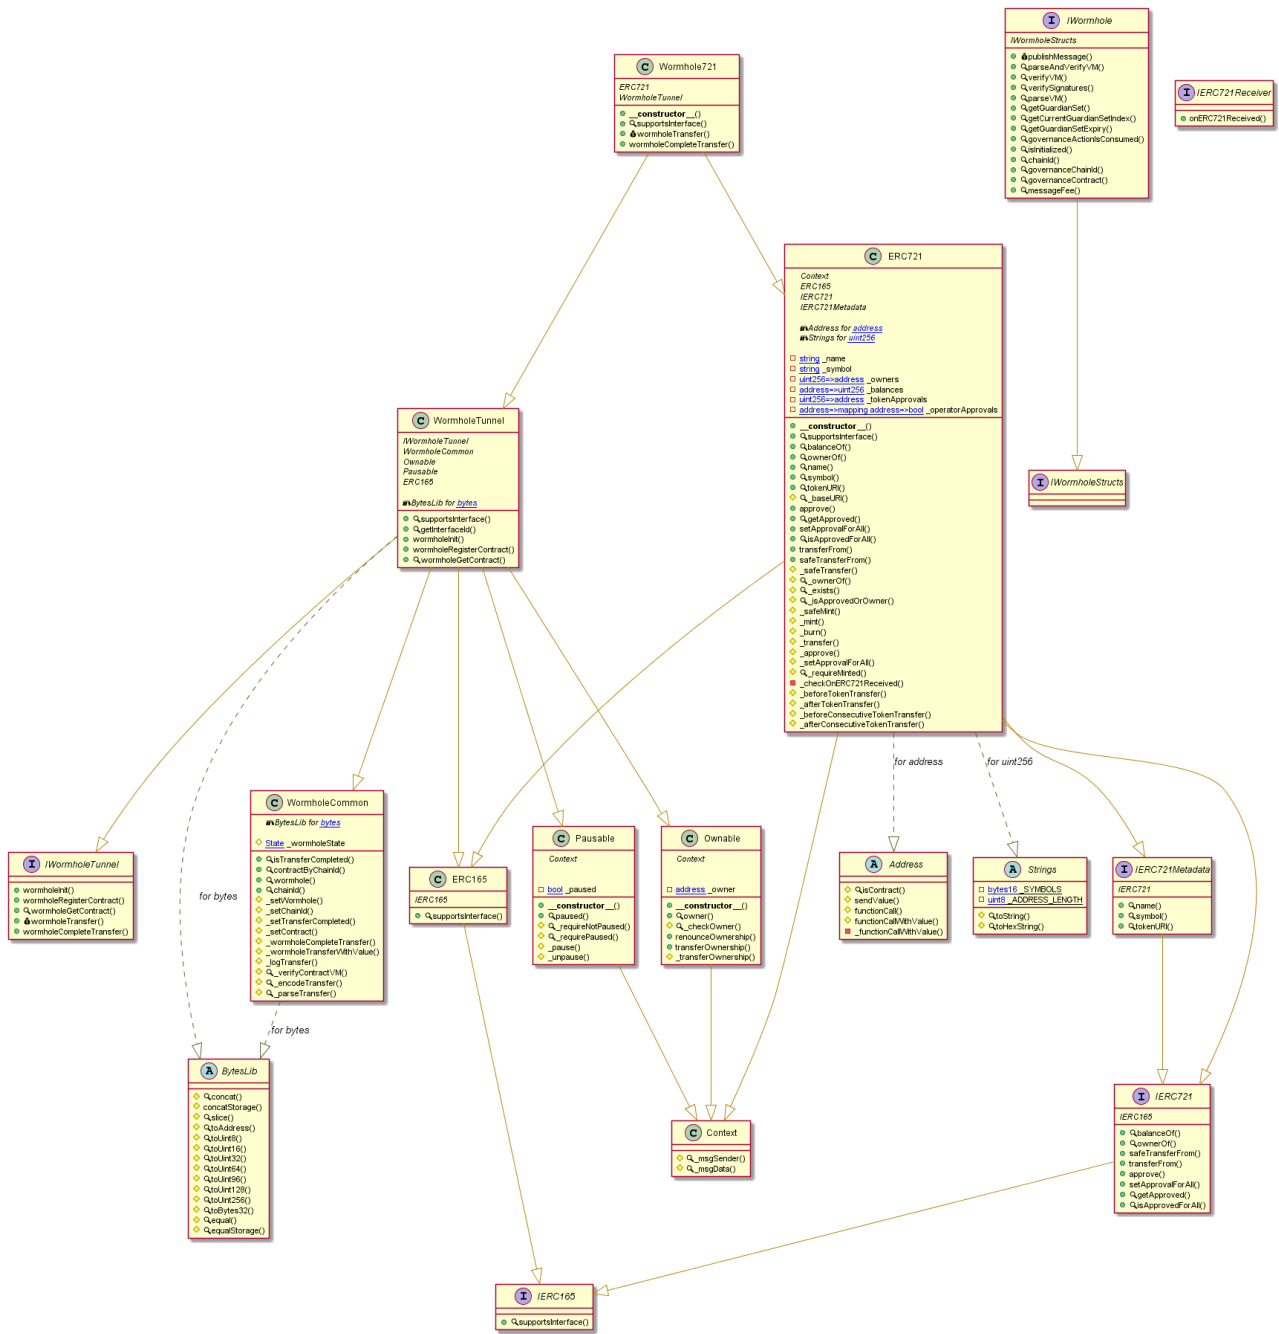 I IWormhole
IWormholeStructs
publishMessage()
parseAndVerifyVM()
verifyVM()
verifySignatures()
parseVM()
getGuardianSet()
getCurrentGuardianSetIndex()
getGuardianSetExpiry()
governanceActionIsConsumed()
isInitialized()
chainId()
governanceChainId()
governanceContract()
messageFee()
I IERC721Receiver
onERC721Received()
C Wormhole721
ERC721
WormholeTunnel
__constructor__()
supportsInterface()
wormholeTransfer()
wormholeCompleteTransfer()
C ERC721
Context
ERC165
IERC721
IERC721Metadata
Address for address
Strings for uint256
string _name
string _symbol
uint256=>address _owners
address=>uint256 _balances
uint256=>address _tokenApprovals
address=>mapping address=>bool _operatorApprovals
__constructor__()
supportsInterface()
balanceOf()
ownerOf()
name()
symbol()
tokenURI()
_baseURI()
approve()
getApproved()
setApprovalForAll()
isApprovedForAll()
transferFrom()
safeTransferFrom()
_safeTransfer()
_ownerOf()
_exists()
_isApprovedOrOwner()
_safeMint()
_mint()
_burn()
_transfer()
_approve()
_setApprovalForAll()
_requireMinted()
_checkOnERC721Received()
_beforeTokenTransfer()
_afterTokenTransfer()
_beforeConsecutiveTokenTransfer()
_afterConsecutiveTokenTransfer()
C WormholeTunnel
IWormholeTunnel
WormholeCommon
Ownable
Pausable
ERC165
BytesLib for bytes
supportsInterface()
getInterfaceId()
wormholeInit()
wormholeRegisterContract()
wormholeGetContract()
I IWormholeStructs
for address
for uint256
for bytes
I IWormholeTunnel
wormholeInit()
wormholeRegisterContract()
wormholeGetContract()
wormholeTransfer()
wormholeCompleteTransfer()
C WormholeCommon
BytesLib for bytes
State _wormholeState
isTransferCompleted()
contractByChainId()
wormhole()
chainId()
_setWormhole()
_setChainId()
_setTransferCompleted()
_setContract()
_wormholeCompleteTransfer()
_wormholeTransferWithValue()
_logTransfer()
_verifyContractVM()
_encodeTransfer()
_parseTransfer()
C ERC165
IERC165
supportsInterface()
C Pausable
Context
bool _paused
__constructor__()
paused()
_requireNotPaused()
_requirePaused()
_pause()
_unpause()
C Ownable
Context
address _owner
__constructor__()
owner()
_checkOwner()
renounceOwnership()
transferOwnership()
_transferOwnership()
A Address
isContract()
sendValue()
functionCall()
functionCallWithValue()
_functionCallWithValue()
A Strings
bytes16 _SYMBOLS
uint8 _ADDRESS_LENGTH
toString()
toHexString()
I IERC721Metadata
IERC721
name()
symbol()
tokenURI()
for bytes
A BytesLib
concat()
concatStorage()
slice()
toAddress()
toUint8()
toUint16()
toUint32()
toUint64()
toUint96()
toUint128()
toUint256()
toBytes32()
equal()
equalStorage()
C Context
_msgSender()
_msgData()
I IERC721
IERC165
balanceOf()
ownerOf()
safeTransferFrom()
transferFrom()
approve()
setApprovalForAll()
getApproved()
isApprovedForAll()
I IERC165
supportsInterface()